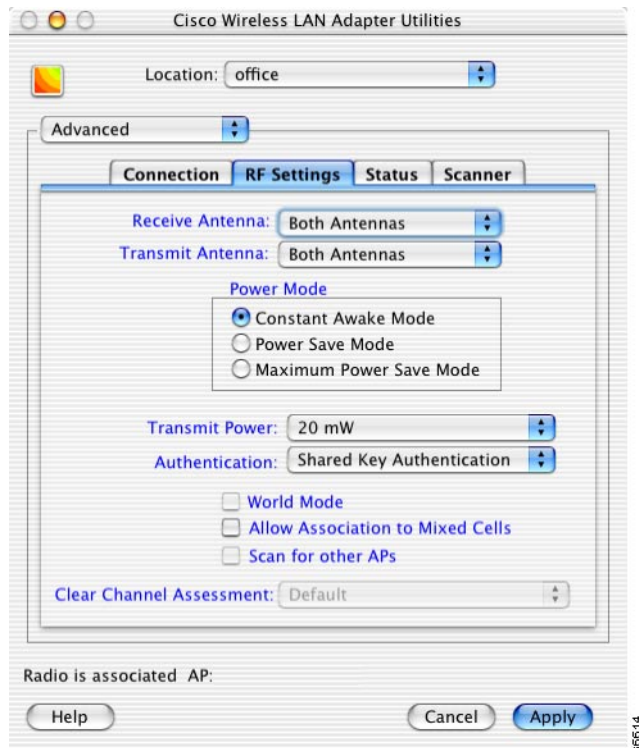 Cisco Wireless LAN Adapter Utilities
Location: office
Advanced
Connection RF Settings Status Scanner
Receive Antenna: Both Antennas
Transmit Antenna: Both Antennas
Power Mode
Constant Awake Mode
Power Save Mode
Maximum Power Save Mode
Transmit Power: 20 mW
Authentication: Shared Key Authentication
World Mode
Allow Association to Mixed Cells
Scan for other APs
Clear Channel Assessment: Default
Radio is associated AP:
Help Cancel Apply